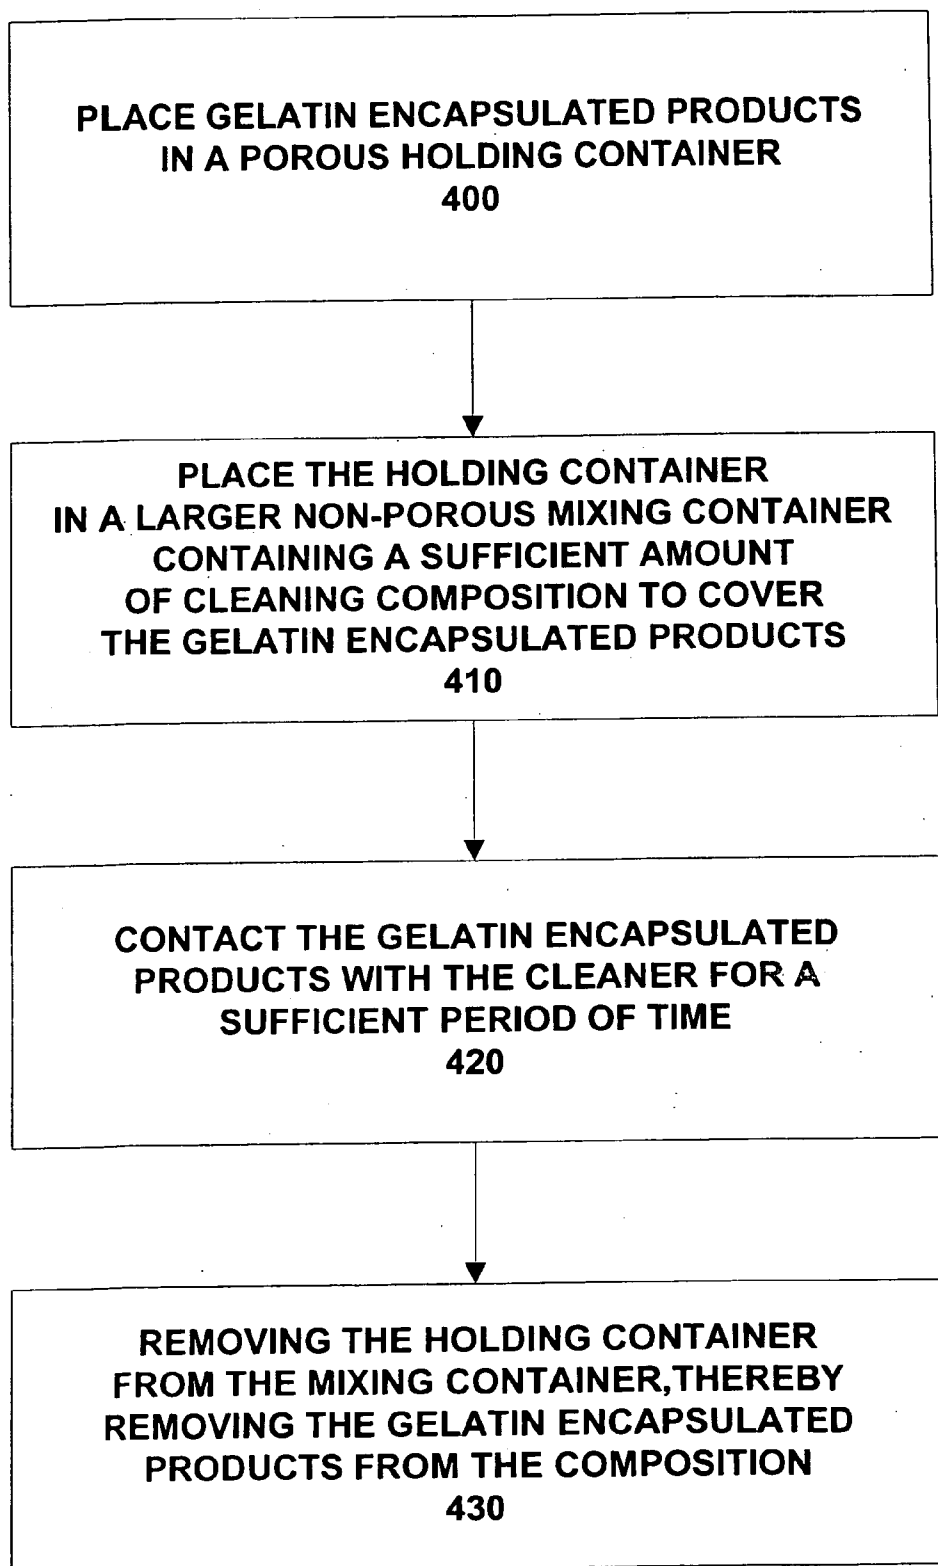 PLACE GELATIN ENCAPSULATED PRODUCTS
IN A POROUS HOLDING CONTAINER
400
PLACE THE HOLDING CONTAINER
IN A LARGER NON-POROUS MIXING CONTAINER
CONTAINING A SUFFICIENT AMOUNT
OF CLEANING COMPOSITION TO COVER
THE GELATIN ENCAPSULATED PRODUCTS
410
CONTACT THE GELATIN ENCAPSULATED
PRODUCTS WITH THE CLEANER FOR A
SUFFICIENT PERIOD OF TIME
420
REMOVING THE HOLDING CONTAINER
FROM THE MIXING CONTAINER,THEREBY
REMOVING THE GELATIN ENCAPSULATED
PRODUCTS FROM THE COMPOSITION
430